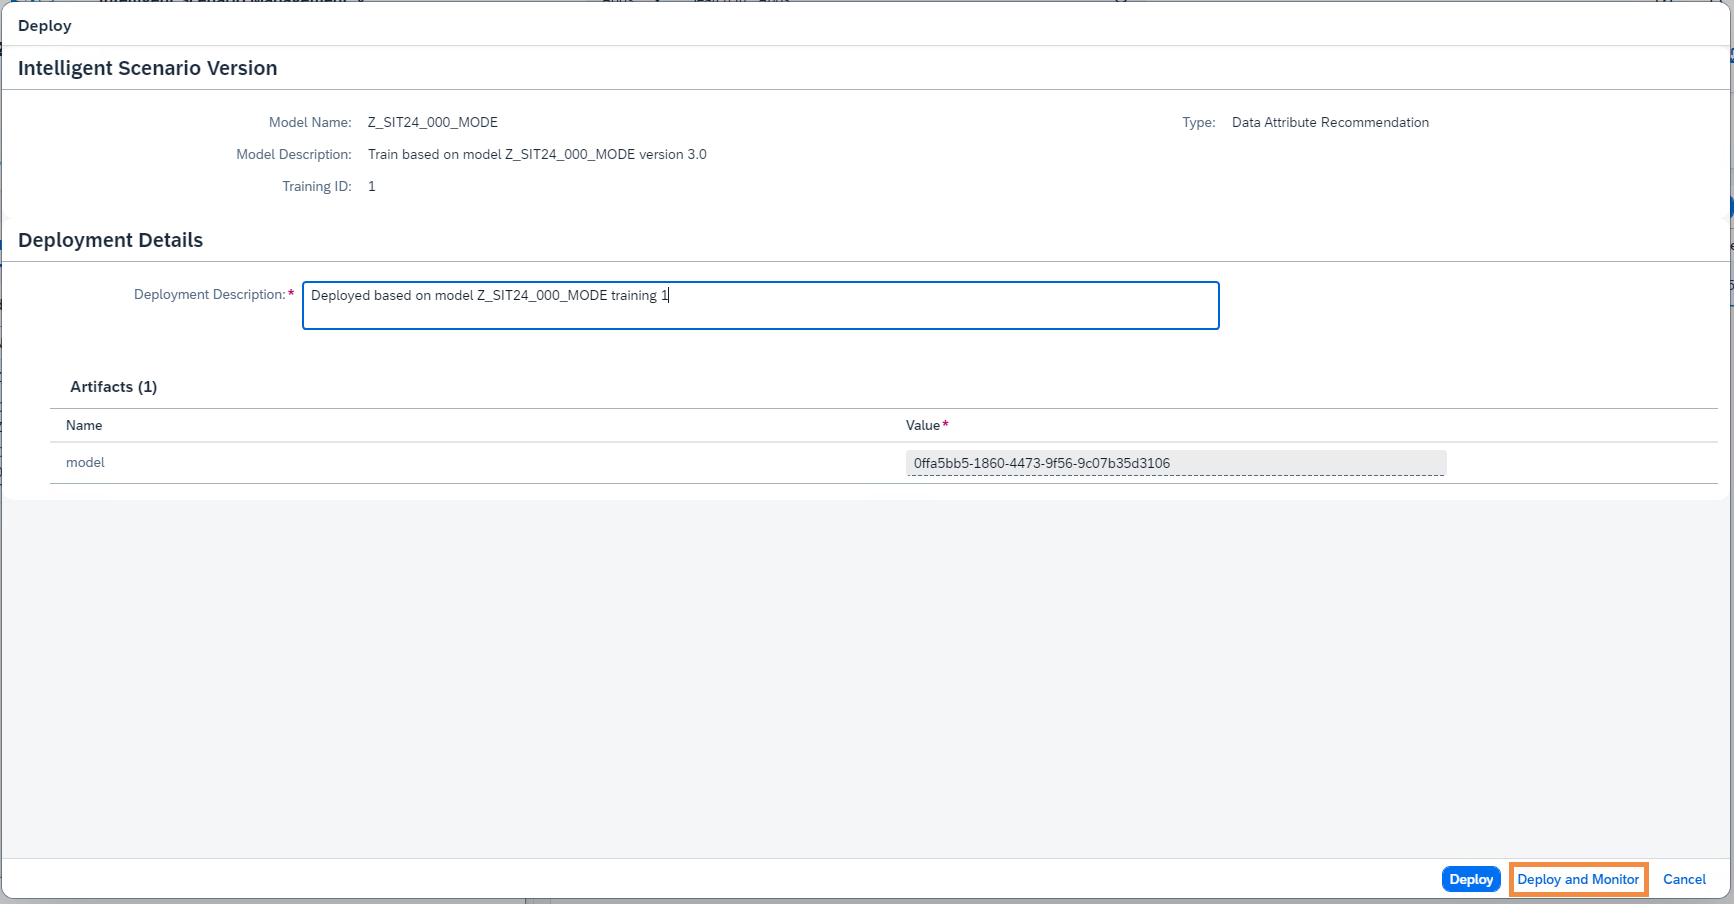 Deploy
Intelligent Scenario Version
Model Name: Z_SIT24_000_MODE
Type: Data Attribute Recommendation
Model Description: Train based on model Z_SIT24_000_MODE version 3.0
Training ID: 1
Deployment Details
Deployment Description:* Deployed based on model Z_SIT24_000_MODE training 1
Artifacts (1)
Name Value*
model 0ffa5bb5-1860-4473-9f56-9c07b35d3106
Deploy Deploy and Monitor Cancel